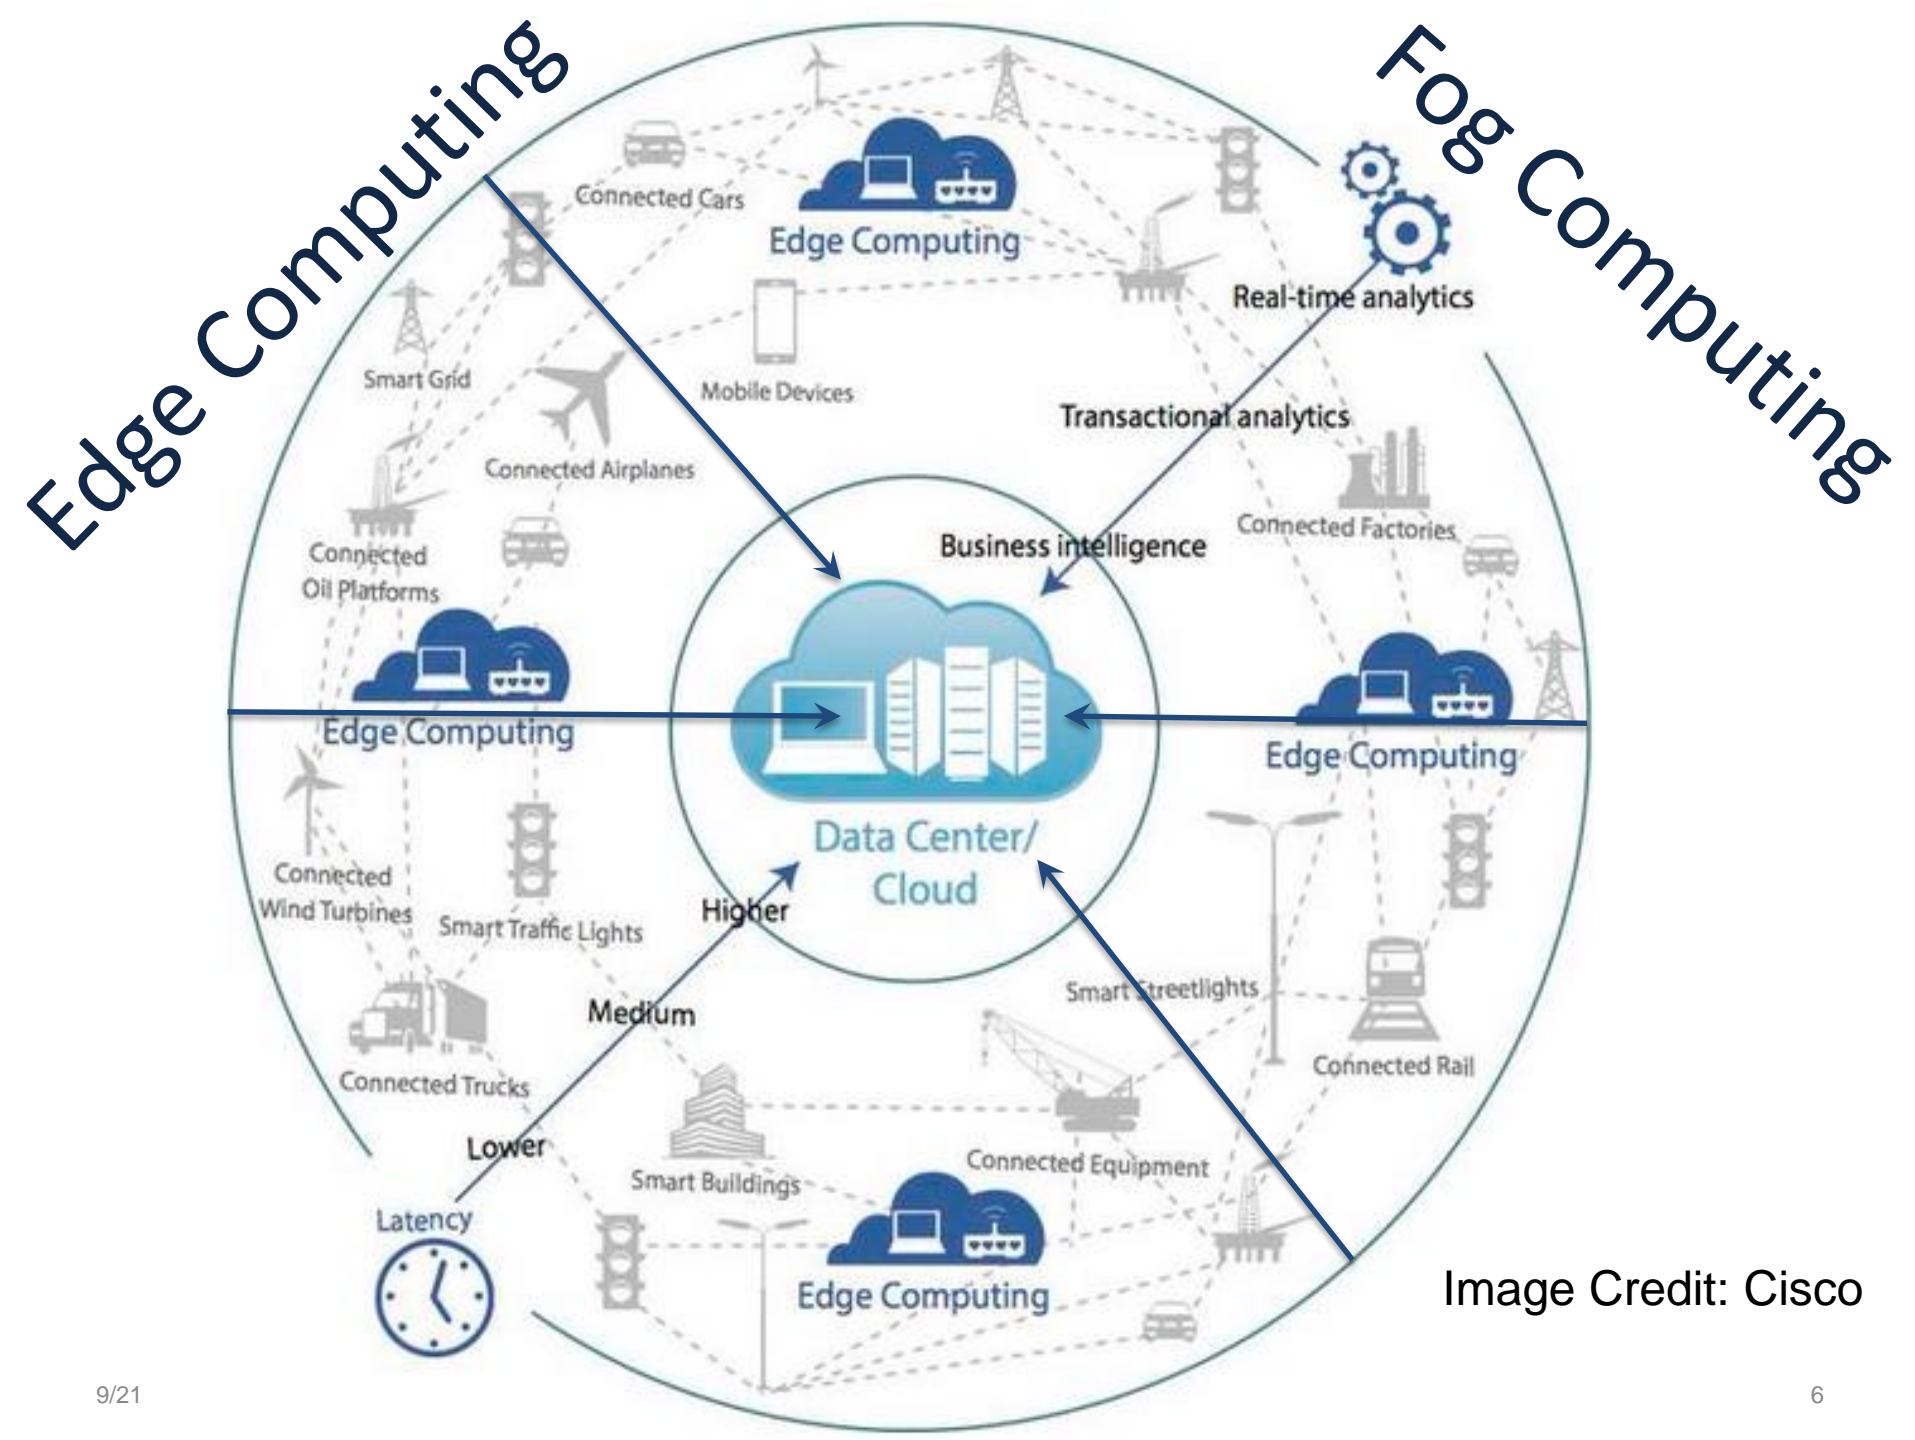 Edge Computing
Fog Computing
Connected Cars
Edge Computing
Real-time analytics
Smart Grid
Mobile Devices
Transactional analytics
Connected Airplanes
Connected Factories
Business intelligence
Connected
Oil Platforms
Edge Computing
Edge Computing
Data Center/
Cloud
Connected
Wind Turbines
Smart Traffic Lights
Higher
Smart Streetlights
Medium
Connected Rail
Connected Trucks
Lower
Connected Equipment
Smart Buildings
Latency
Edge Computing
Image Credit: Cisco
9/21
6